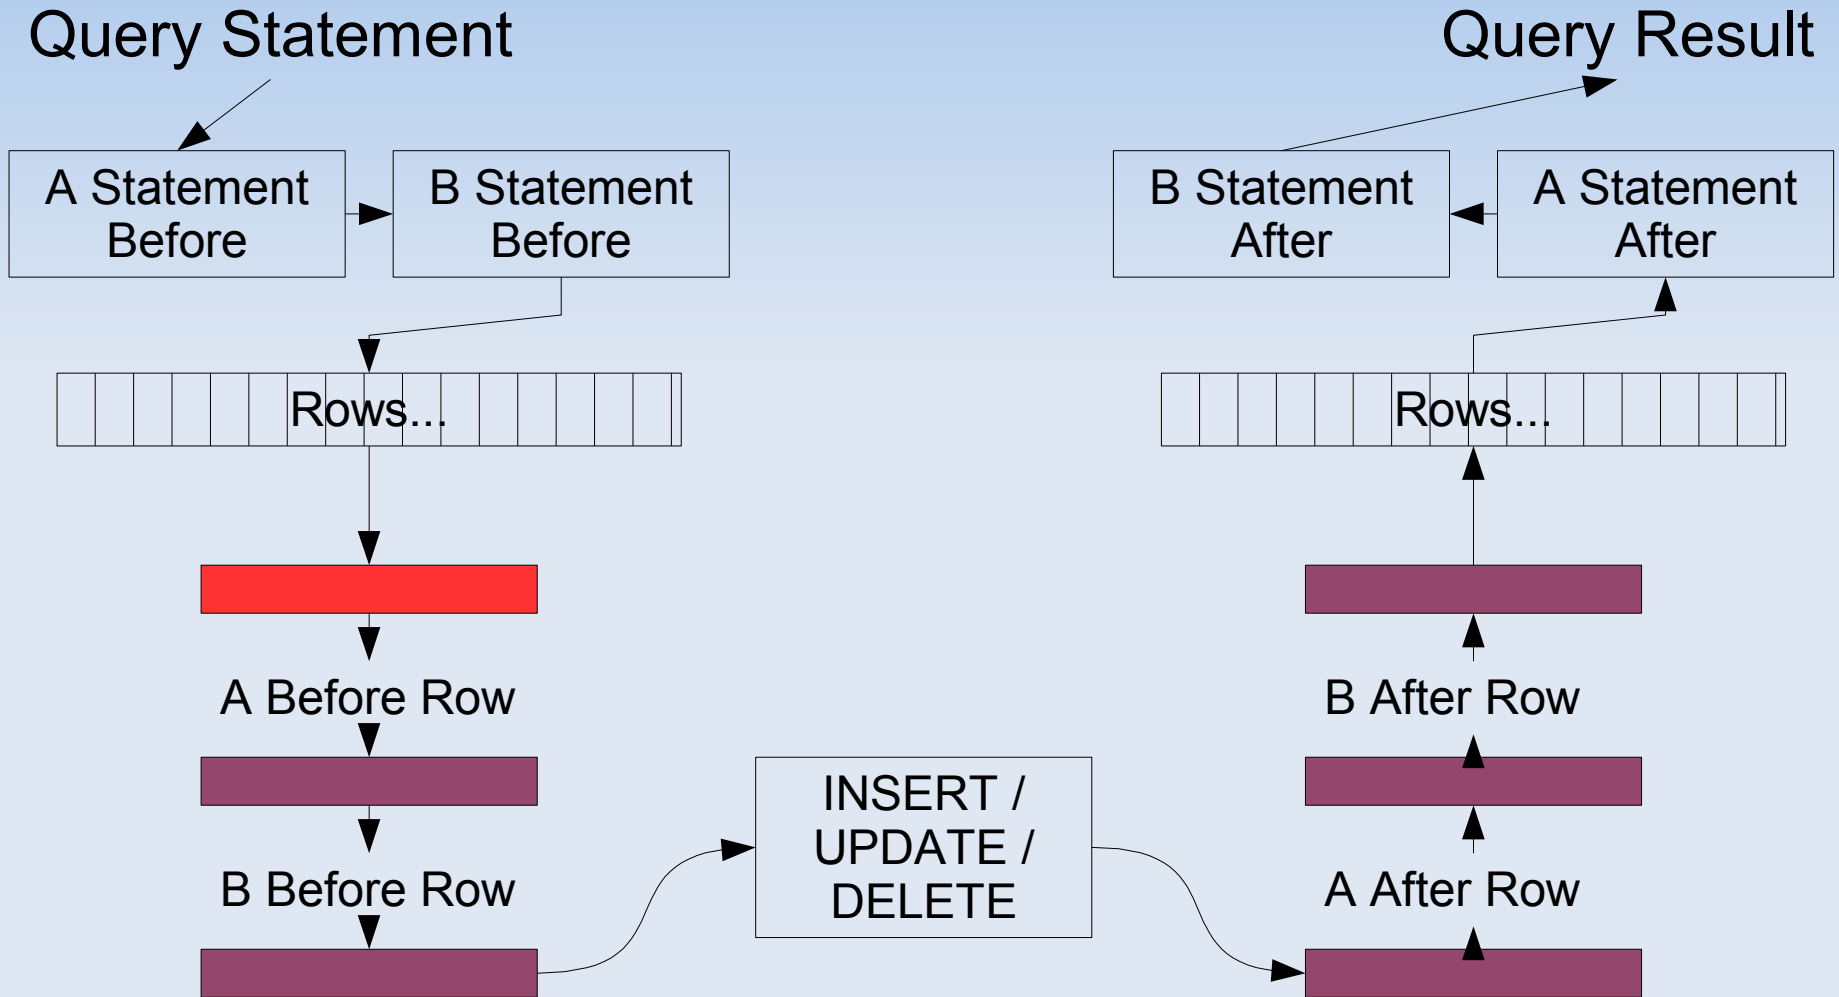 Query Statement
Query Result
A Statement
Before
B Statement
Before
B Statement
After
A Statement
After
Rows...
Rows...
A Before Row
B After Row
INSERT /
UPDATE /
DELETE
B Before Row
A After Row